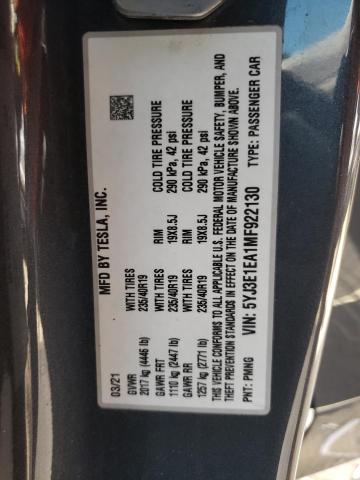 MFD BY TESLA, INC.
03/21
GVWR
2017 kg (4446 lb)
GAWR FRT
1110 kg (2447 lb)
GAWR RR
1257 kg (2771 lb)
WITH TIRES
235/40R19
WITH TIRES
235/40R19
WITH TIRES
235/40R19
RIM
19X8.5J
RIM
19X8.5J
COLD TIRE PRESSURE
290 kPa, 42 psi
COLD TIRE PRESSURE
290 kPa, 42 psi
THIS VEHICLE CONFORMS TO ALL APPLICABLE U.S. FEDERAL MOTOR VEHICLE SAFETY, BUMPER, AND
THEFT PREVENTION STANDARDS IN EFFECT ON THE DATE OF MANUFACTURE SHOWN ABOVE.
PNT: PMNG
VIN: 5YJ3E1EA1MF922130
TYPE: PASSENGER CAR